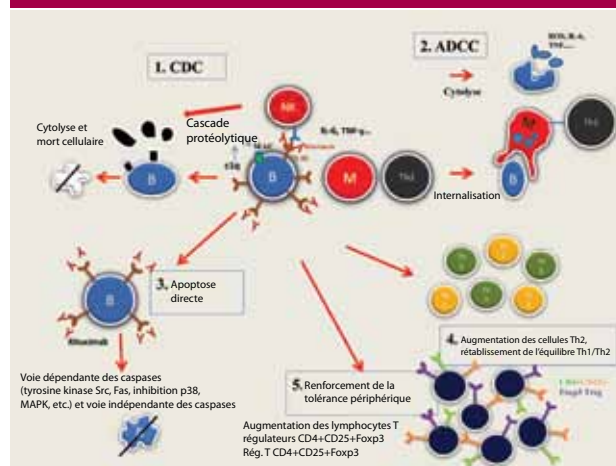 1. CDC
2. ADCC
Cytolyse
Cytolyse et
mort cellulaire
Cascade
protéolytique
NK
B
B
M
M
B
Internalisation
3. Apoptose
directe
B
Rituximab
Voie dépendante des caspases
(tyrosine kinase Src, Fas, inhibition p38,
MAPK, etc.) et voie indépendante des caspases
4. Augmentation des cellules Th2,
rétablissement de l'équilibre Th1/Th2
5. Renforcement de la
tolérance périphérique
Augmentation des lymphocytes T
régulateurs CD4+CD25+Foxp3
Rég. T CD4+CD25+Foxp3